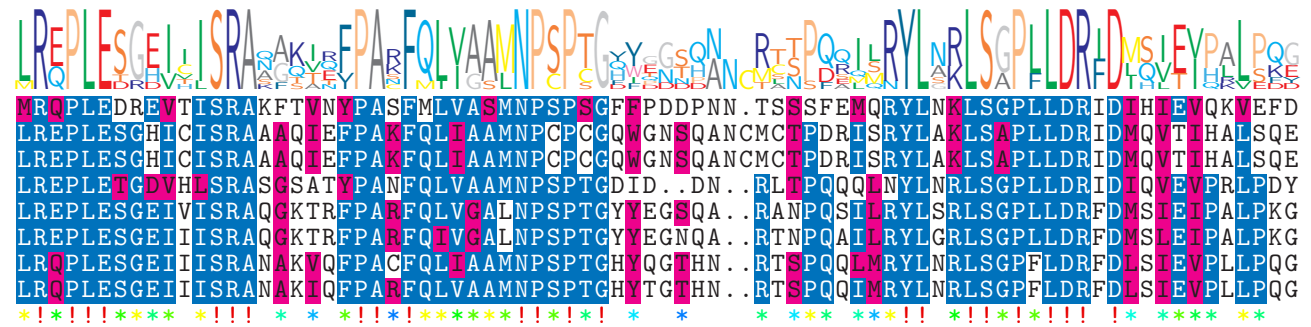 MRQPLEDREVTISRAKFTVNYPASFMLVASMNPSPSGFFPDDPNN.TSSSFEMQRYLNKLSGPLLDRIDIHIEVQKVEFD
LREPLESGHICISRAAAQIEFPAKFQLIAAMNPCPCGQWGNSQANCMCTPDRISRYLAKLSAPLLDRIDMQVTIHALSQE
LREPLESGHICISRAAAQIEFPAKFQLIAAMNPCPCGQWGNSQANCMCTPDRISRYLAKLSAPLLDRIDMQVTIHALSQE
LREPLETGDVHLSRASGSATYPANFQLVAAMNPSPTGDID..DN..RLTPQQQLNYLNRLSGPLLDRIDIQVEVPRLPDY
LREPLESGEIVISRAQGKTRFPARFQLVGALNPSPTGYYEGSQA..RANPQSILRYLSRLSGPLLDRFDMSIEIPALPKG
LREPLESGEIIISRAQGKTRFPARFQIVGALNPSPTGYYEGNQA..RTNPQAILRYLGRLSGPLLDRFDMSLEIPALPKG
LRQPLESGEIIISRANAKVQFPACFQLIAAMNPSPTGHYQGTHN..RTSPQQLMRYLNRLSGPFLDRFDLSIEVPLLPQG
LRQPLESGEIIISRANAKIQFPARFQLVAAMNPSPTGHYTGTHN..RTSPQQIMRYLNRLSGPFLDRFDLSIEVPLLPQG